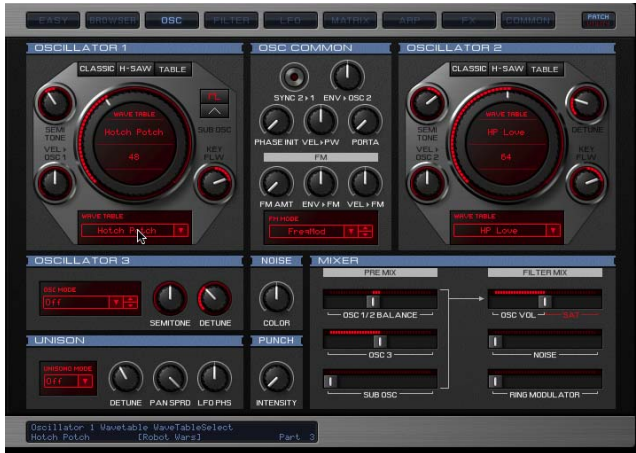 EASY BROWSER OSC FILTER LFO MATRIX ARP FX COMMON PATCH
OSCILLATOR 1
CLASSIC H-SAW TABLE
WAVE TABLE
Hotch Potch
48
SEMI TONE
SUB OSC
VEL▸ OSC 1
KEY FLW
WAVE TABLE
Hotch Potch
OSC COMMON
SYNC 2▸1 ENV▸OSC 2
PHASE INIT VEL▸PW PORTA
FM
FM AMT ENV▸FM VEL▸FM
FM MODE
FreqMod
OSCILLATOR 2
CLASSIC H-SAW TABLE
WAVE TABLE
HP Love
64
SEMI TONE
DETUNE
VEL▸ OSC 2
KEY FLW
WAVE TABLE
HP Love
OSCILLATOR 3
OSC MODE
Off
SEMITONE DETUNE
NOISE
COLOR
MIXER
PRE MIX
OSC 1/2 BALANCE
OSC 3
SUB OSC
FILTER MIX
OSC VOL SAT
NOISE
RING MODULATOR
UNISON
UNISONO MODE
Off
DETUNE PAN SPRD LFO PHS
PUNCH
INTENSITY
Oscillator 1 Wavetable WaveTableSelect
Hotch Potch [Robot Wars] Part 3